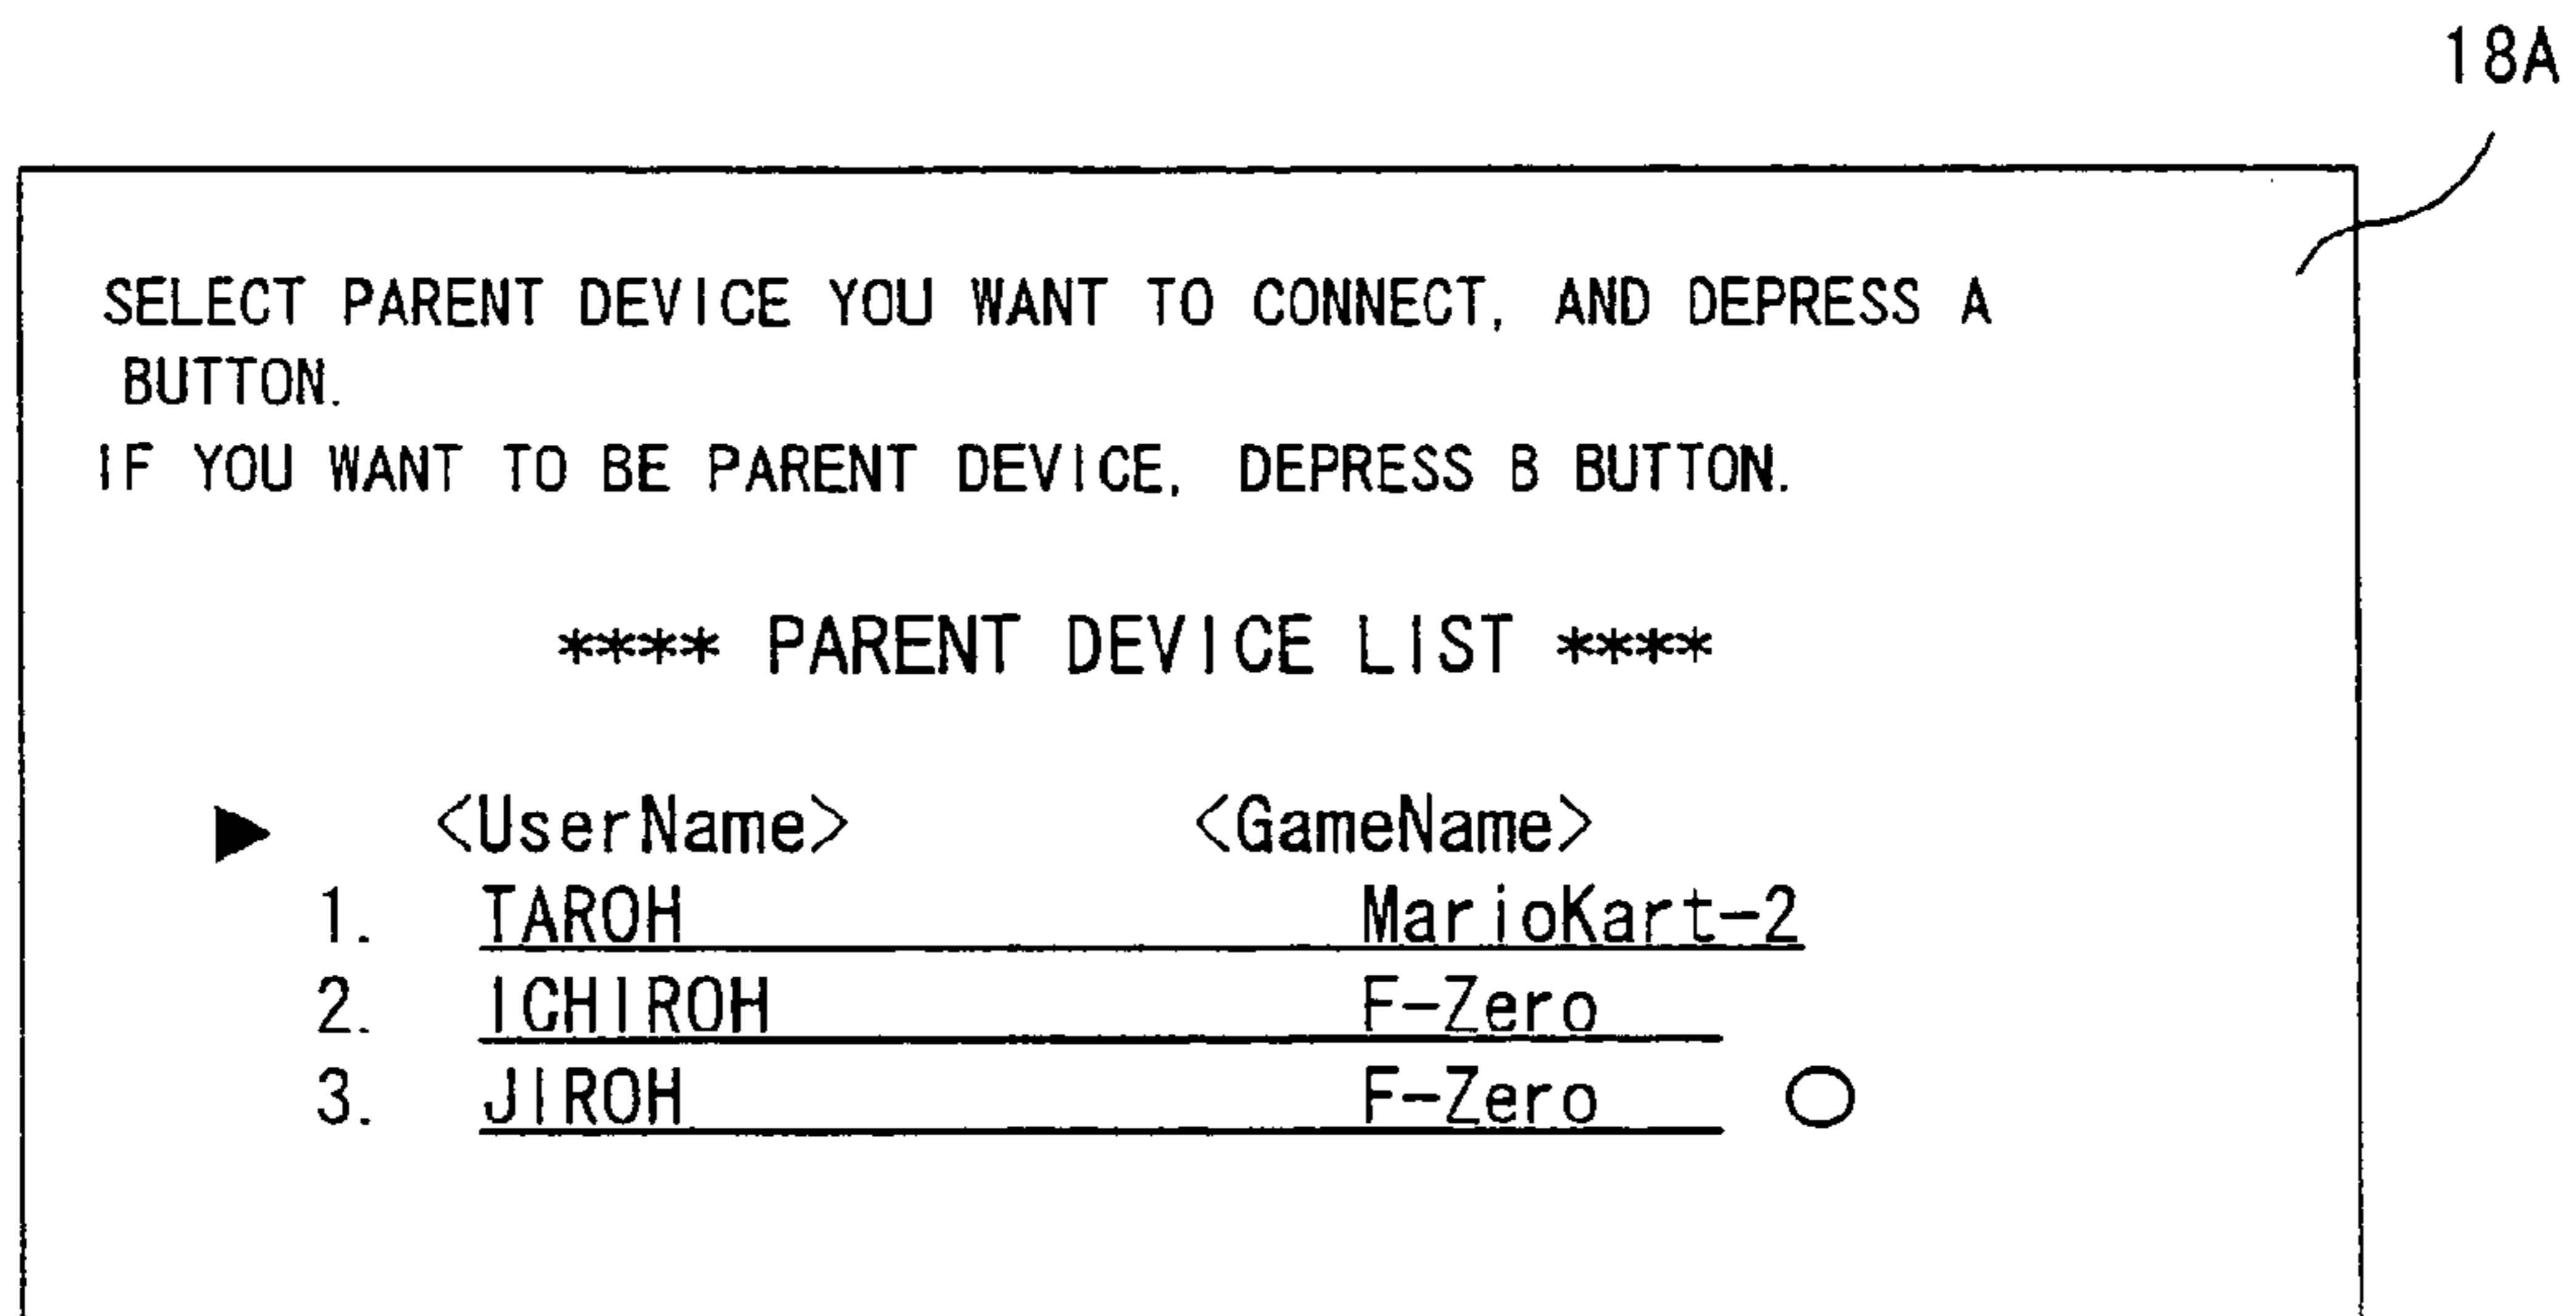 18A
SELECT PARENT DEVICE YOU WANT TO CONNECT, AND DEPRESS A
BUTTON.
IF YOU WANT TO BE PARENT DEVICE, DEPRESS B BUTTON.
**** PARENT DEVICE LIST ****
▶ <UserName> <GameName>
1. TAROH MarioKart-2
2. ICHIROH F-Zero
3. JIROH F-Zero ○